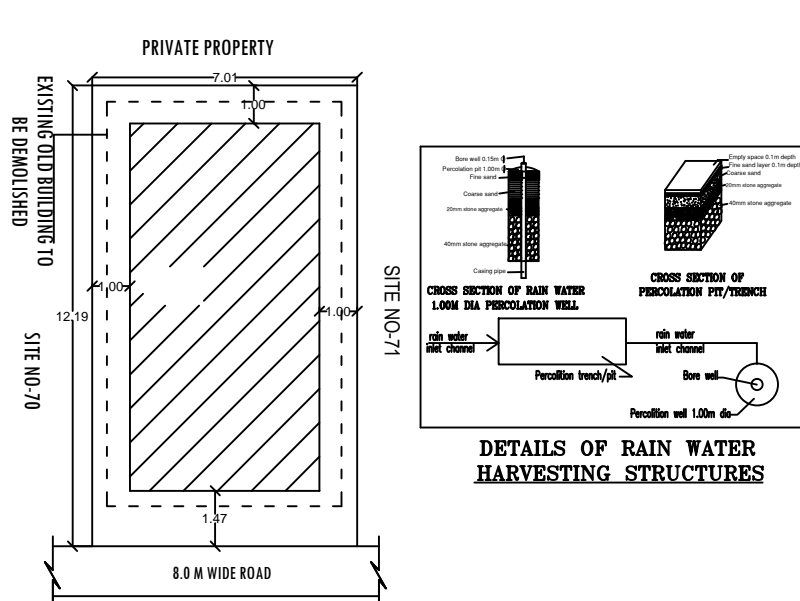 PRIVATE PROPERTY
7.01
1.00
EXISTING OLD BUILDING TO
BE DEMOLISHED
1.00
1.00
12.19
SITE NO-70
SITE NO-71
1.47
8.0 M WIDE ROAD
Bore well 0.15m
Percolation pit 1.00m
Fine sand
Coarse sand
20mm stone aggregate
40mm stone aggregate
Casing pipe
CROSS SECTION OF RAIN WATER
1.00M DIA PERCOLATION WELL
Empty space 0.1m depth
Fine sand layer 0.1m depth
Coarse sand
20mm stone aggregate
40mm stone aggregate
CROSS SECTION OF
PERCOLATION PIT/TRENCH
rain water
inlet channel
Percolition trench/pit
rain water
inlet channel
Bore well
Percolition well 1.00m dia
DETAILS OF RAIN WATER
HARVESTING STRUCTURES